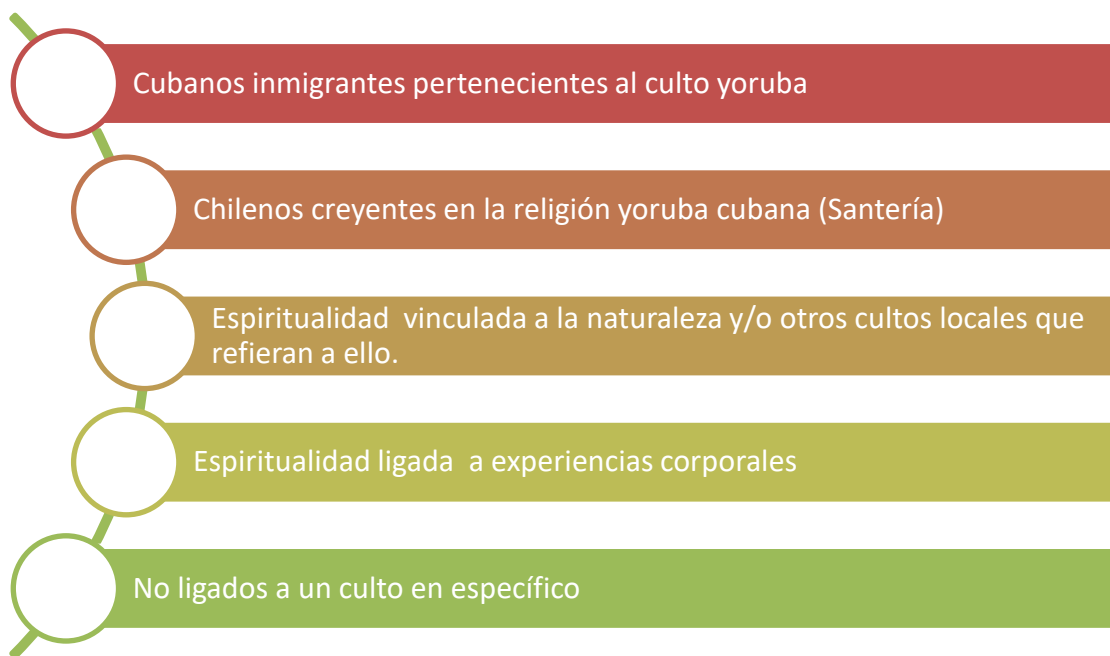 Cubanos inmigrantes pertenecientes al culto yoruba
Chilenos creyentes en la religión yoruba cubana (Santería)
Espiritualidad  vinculada a la naturaleza y/o otros cultos locales que
refieran a ello.
Espiritualidad ligada  a experiencias corporales
No ligados a un culto en específico